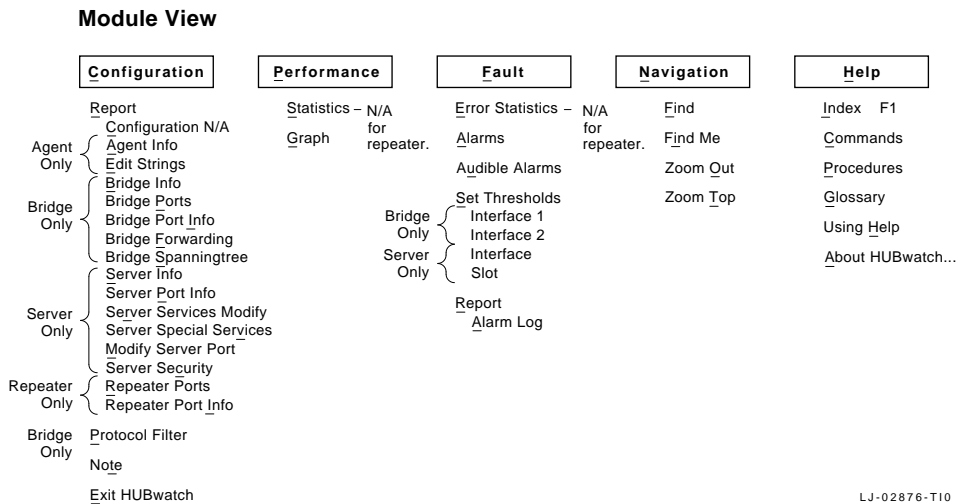 Module View
Configuration
Report
Configuration N/A
Agent Only
Agent Info
Edit Strings
Bridge Only
Bridge Info
Bridge Ports
Bridge Port Info
Bridge Forwarding
Bridge Spanningtree
Server Only
Server Info
Server Port Info
Server Services Modify
Server Special Services
Modify Server Port
Server Security
Repeater Only
Repeater Ports
Repeater Port Info
Bridge Only
Protocol Filter
Note
Exit HUBwatch
Performance
Statistics – N/A
for
repeater.
Graph
Fault
Error Statistics – N/A
for
repeater.
Alarms
Audible Alarms
Set Thresholds
Bridge Only
Interface 1
Interface 2
Server Only
Interface
Slot
Report
Alarm Log
Navigation
Find
Find Me
Zoom Out
Zoom Top
Help
Index F1
Commands
Procedures
Glossary
Using Help
About HUBwatch...
LJ-02876-TI0